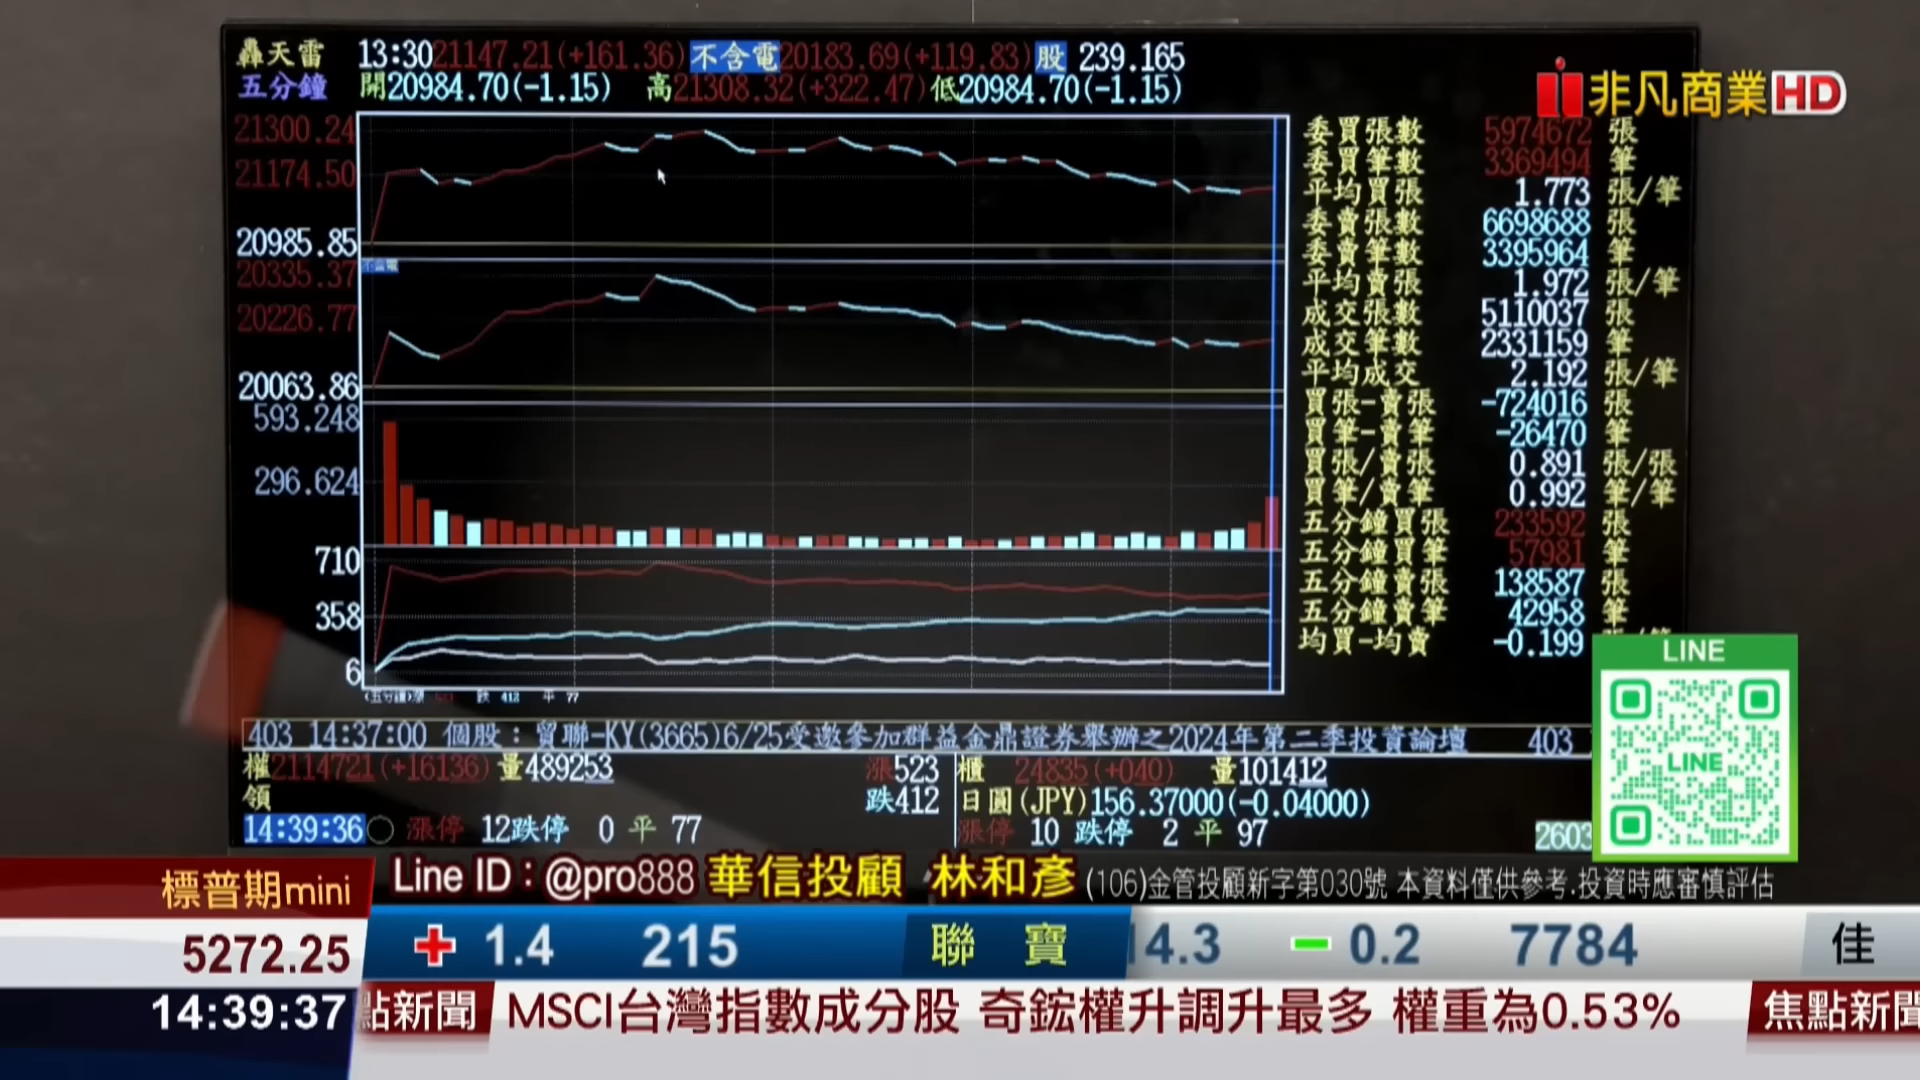 轟天雷 13:30 21147.21(+161.36) 不含電 20183.69(+119.83) 股 239.165
五分鐘 開20984.70(-1.15) 高21308.32(+322.47) 低20984.70(-1.15)
非凡商業HD
21300.24
21174.50
20985.85
不含電
20335.37
20226.77
20063.86
593.248
296.624
710
358
6
跌 412 平 77
委買張數 5974672 張
委買筆數 3369494 筆
平均買張 1.773 張/筆
委賣張數 6698688 張
委賣筆數 3395964 筆
平均賣張 1.972 張/筆
成交張數 5110037 張
成交筆數 2331159 筆
平均成交 2.192 張/筆
買張-賣張 -724016 張
買筆-賣筆 -26470 筆
買張/賣張 0.891 張/張
買筆/賣筆 0.992 筆/筆
五分鐘買張 233592 張
五分鐘買筆 57981 筆
五分鐘賣張 138587 張
五分鐘賣筆 42958 筆
均買-均賣 -0.199
403 14:37:00 個股：貿聯-KY(3665)6/25受邀參加群益金鼎證券舉辦之2024年第二季投資論壇 403
權2114721(+16136) 量489253 漲523 櫃 24835(+040) 量101412
領 跌412 日圓(JPY)156.37000(-0.04000)
14:39:36 漲停 12跌停 0 平 77 漲停 10 跌停 2 平 97 2603
LINE
LINE
標普期mini Line ID：@pro888 華信投顧 林和彥 (106)金管投顧新字第030號 本資料僅供參考.投資時應審慎評估
5272.25 +1.4 215 聯寶 14.3 -0.2 7784 佳
14:39:37 點新聞 MSCI台灣指數成分股 奇鋐權升調升最多 權重為0.53% 焦點新聞